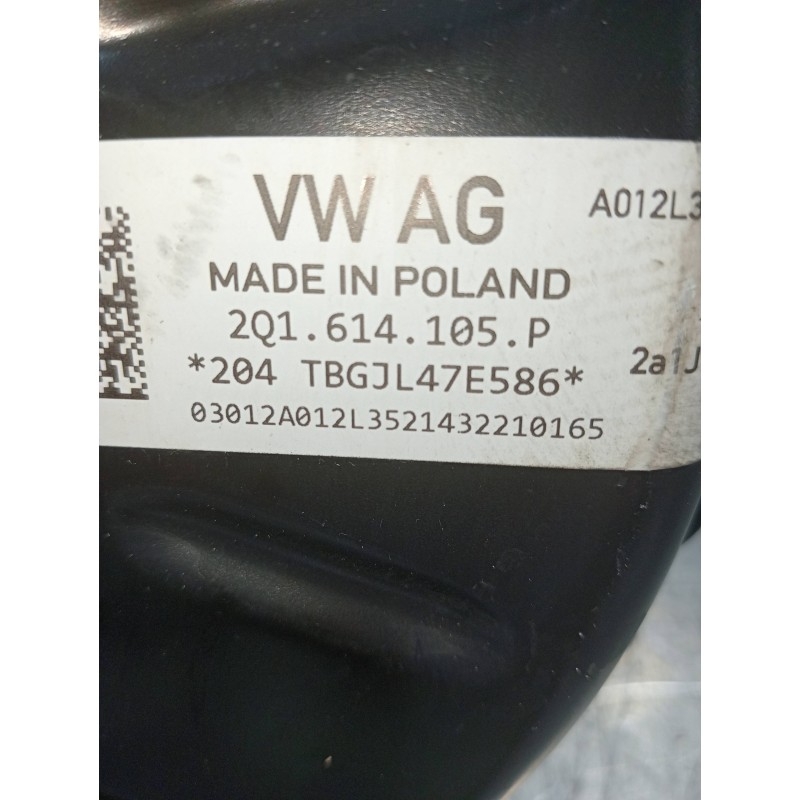 VW AG
A012L3
MADE IN POLAND
2Q1.614.105.P
*204 TBGJL47E586*
2a1J
03012A012L3521432210165